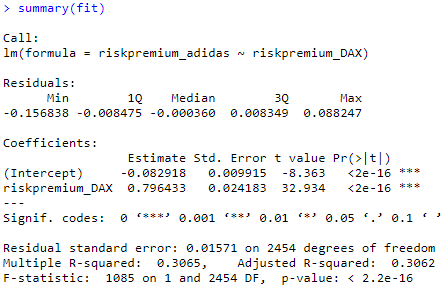 > summary(fit)
Call:
lm(formula = riskpremium_adidas ~ riskpremium_DAX)
Residuals:
      Min        1Q    Median        3Q       Max
-0.156838 -0.008475 -0.000360  0.008349  0.088247
Coefficients:
                 Estimate Std. Error t value Pr(>|t|)
(Intercept)     -0.082918   0.009915  -8.363   <2e-16 ***
riskpremium_DAX  0.796433   0.024183  32.934   <2e-16 ***
---
Signif. codes:  0 ‘***’ 0.001 ‘**’ 0.01 ‘*’ 0.05 ‘.’ 0.1 ‘ ’
Residual standard error: 0.01571 on 2454 degrees of freedom
Multiple R-squared:  0.3065,    Adjusted R-squared:  0.3062
F-statistic:  1085 on 1 and 2454 DF,  p-value: < 2.2e-16